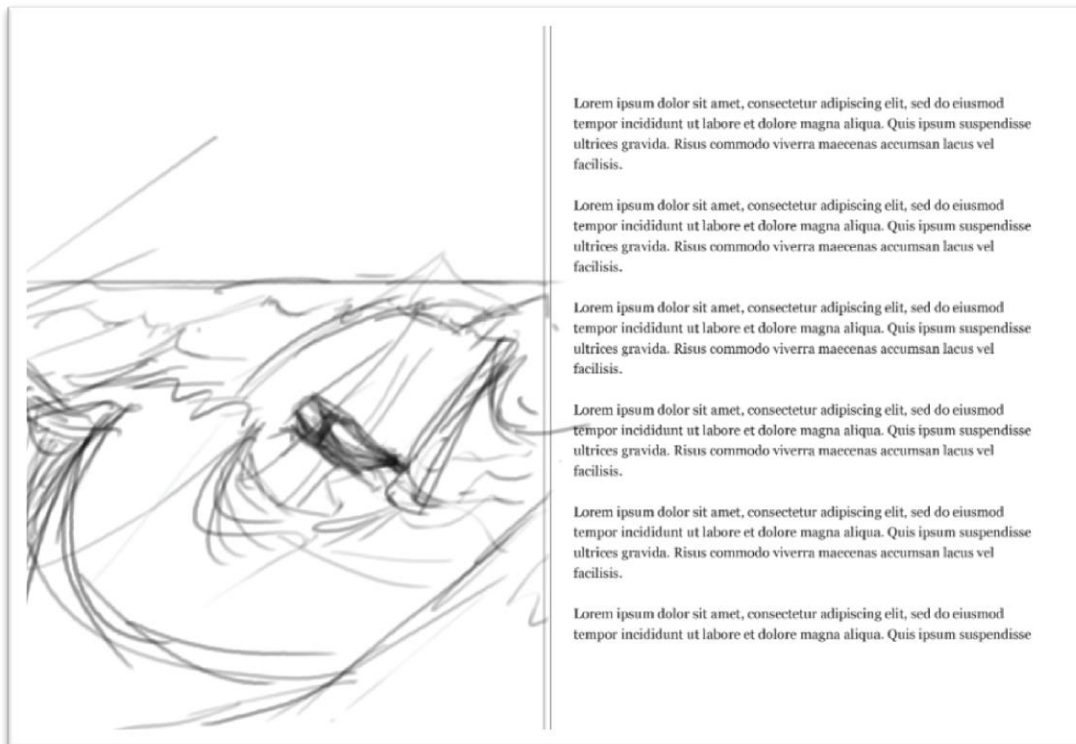 Lorem ipsum dolor sit amet, consectetur adipiscing elit, sed do eiusmod
tempor incididunt ut labore et dolore magna aliqua. Quis ipsum suspendisse
ultrices gravida. Risus commodo viverra maecenas accumsan lacus vel
facilisis.
Lorem ipsum dolor sit amet, consectetur adipiscing elit, sed do eiusmod
tempor incididunt ut labore et dolore magna aliqua. Quis ipsum suspendisse
ultrices gravida. Risus commodo viverra maecenas accumsan lacus vel
facilisis.
Lorem ipsum dolor sit amet, consectetur adipiscing elit, sed do eiusmod
tempor incididunt ut labore et dolore magna aliqua. Quis ipsum suspendisse
ultrices gravida. Risus commodo viverra maecenas accumsan lacus vel
facilisis.
Lorem ipsum dolor sit amet, consectetur adipiscing elit, sed do eiusmod
tempor incididunt ut labore et dolore magna aliqua. Quis ipsum suspendisse
ultrices gravida. Risus commodo viverra maecenas accumsan lacus vel
facilisis.
Lorem ipsum dolor sit amet, consectetur adipiscing elit, sed do eiusmod
tempor incididunt ut labore et dolore magna aliqua. Quis ipsum suspendisse
ultrices gravida. Risus commodo viverra maecenas accumsan lacus vel
facilisis.
Lorem ipsum dolor sit amet, consectetur adipiscing elit, sed do eiusmod
tempor incididunt ut labore et dolore magna aliqua. Quis ipsum suspendisse